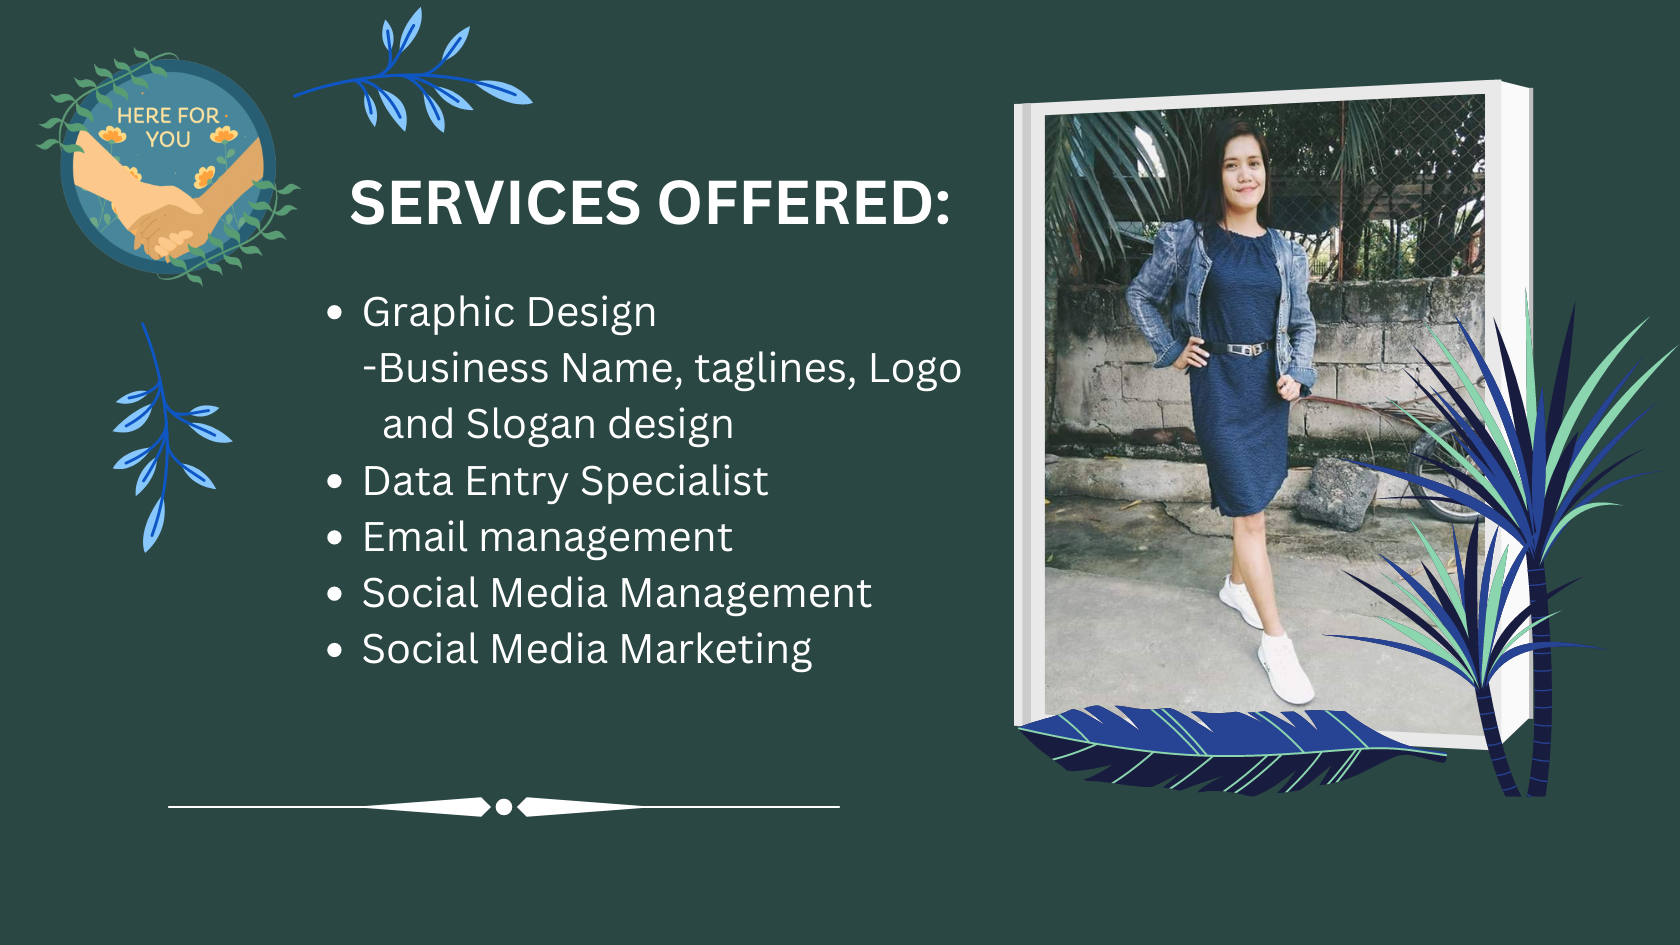 HERE FOR
YOU
SERVICES OFFERED:
• Graphic Design
-Business Name, taglines, Logo
and Slogan design
• Data Entry Specialist
• Email management
• Social Media Management
• Social Media Marketing